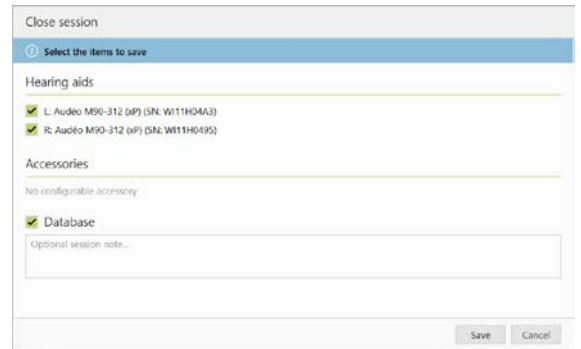 Close session
Select the items to save
Hearing aids
L: Audéo M90-312 (xP) (SN: WI11H04A3)
R: Audéo M90-312 (xP) (SN: WI11H0495)
Accessories
No configurable accessory
Database
Optional session note...
Save Cancel